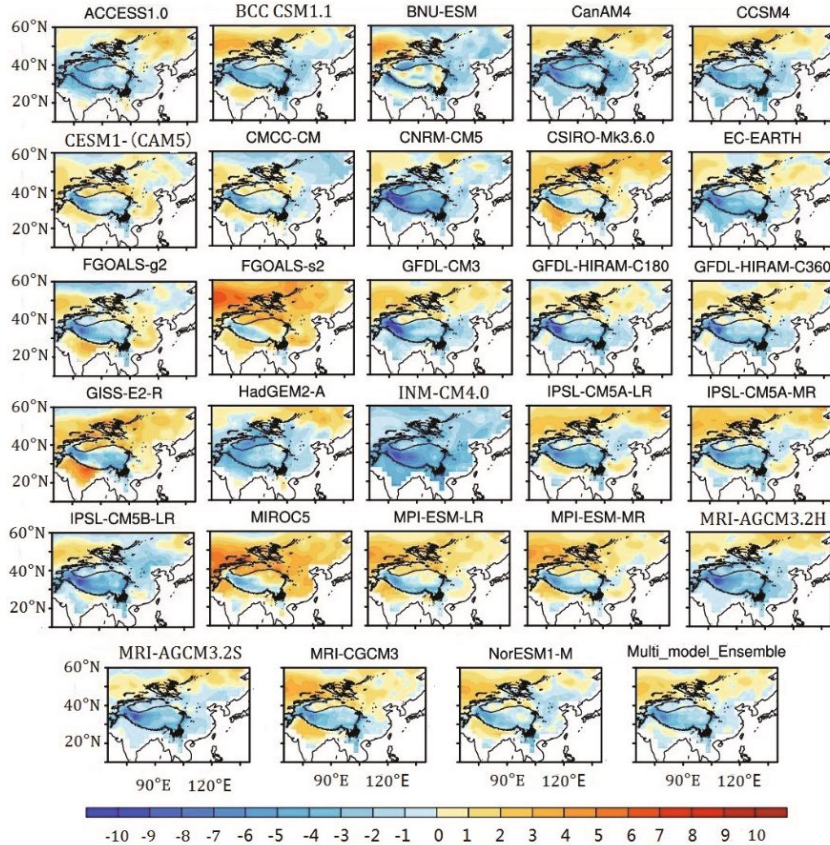 ACCESS1.0 BCC CSM1.1 BNU-ESM CanAM4 CCSM4
60°N
40°N
20°N
CESM1-(CAM5) CMCC-CM CNRM-CM5 CSIRO-Mk3.6.0 EC-EARTH
60°N
40°N
20°N
FGOALS-g2 FGOALS-s2 GFDL-CM3 GFDL-HIRAM-C180 GFDL-HIRAM-C360
60°N
40°N
20°N
GISS-E2-R HadGEM2-A INM-CM4.0 IPSL-CM5A-LR IPSL-CM5A-MR
60°N
40°N
20°N
IPSL-CM5B-LR MIROC5 MPI-ESM-LR MPI-ESM-MR MRI-AGCM3.2H
60°N
40°N
20°N
MRI-AGCM3.2S MRI-CGCM3 NorESM1-M Multi_model_Ensemble
60°N
40°N
20°N
90°E 120°E 90°E 120°E 90°E 120°E 90°E 120°E
-10 -9 -7 -6 -5 -4 -3 -2 -1 0 1 2 3 4 5 6 7 8 9 10